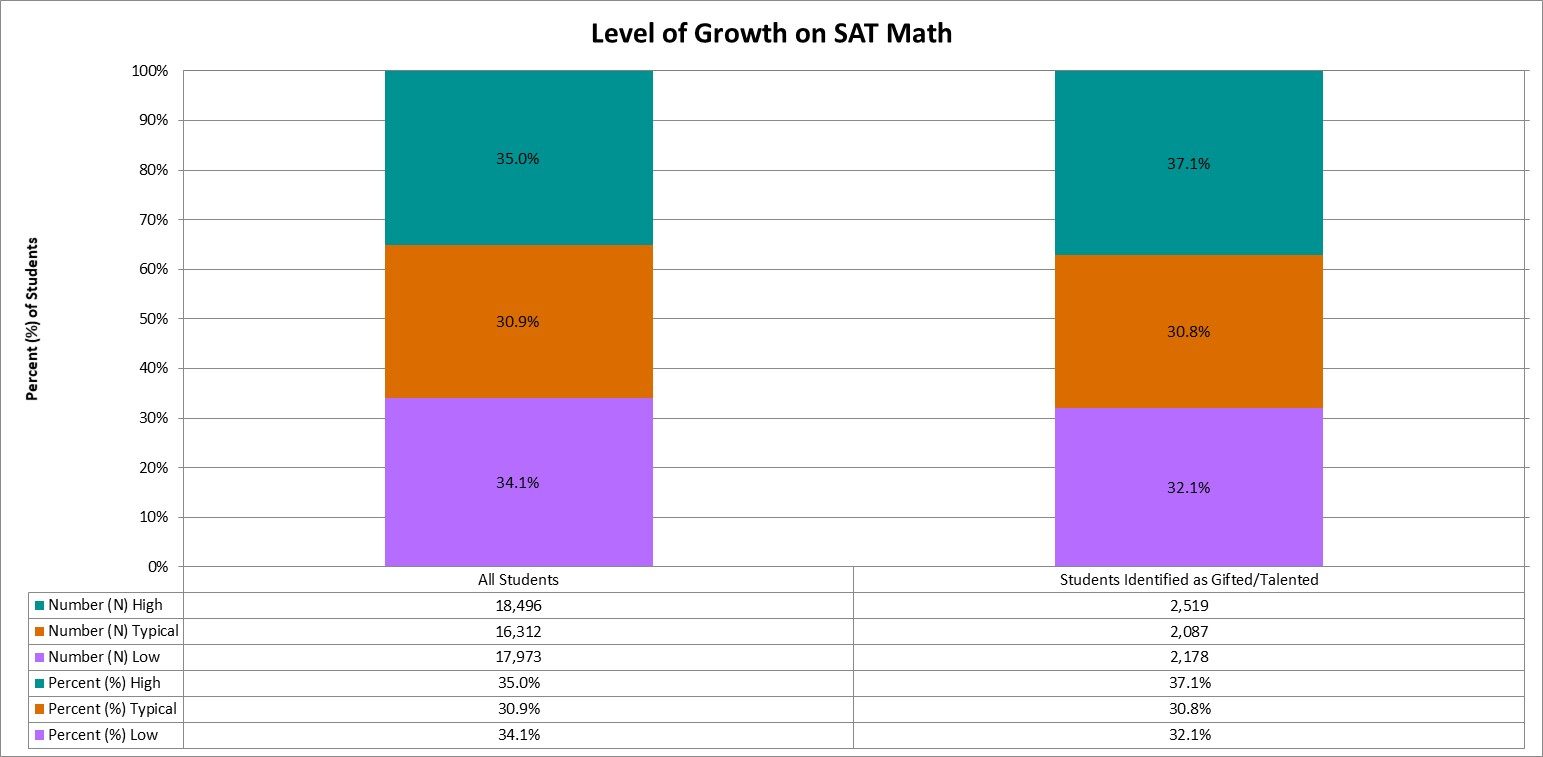 Level of Growth on SAT Math
Percent (%) of Students
100%
90%
80%
70%
60%
50%
40%
30%
20%
10%
0%
35.0%
37.1%
30.9%
30.8%
34.1%
32.1%
All Students Students Identified as Gifted/Talented
Number (N) High 18,496 2,519
Number (N) Typical 16,312 2,087
Number (N) Low 17,973 2,178
Percent (%) High 35.0% 37.1%
Percent (%) Typical 30.9% 30.8%
Percent (%) Low 34.1% 32.1%